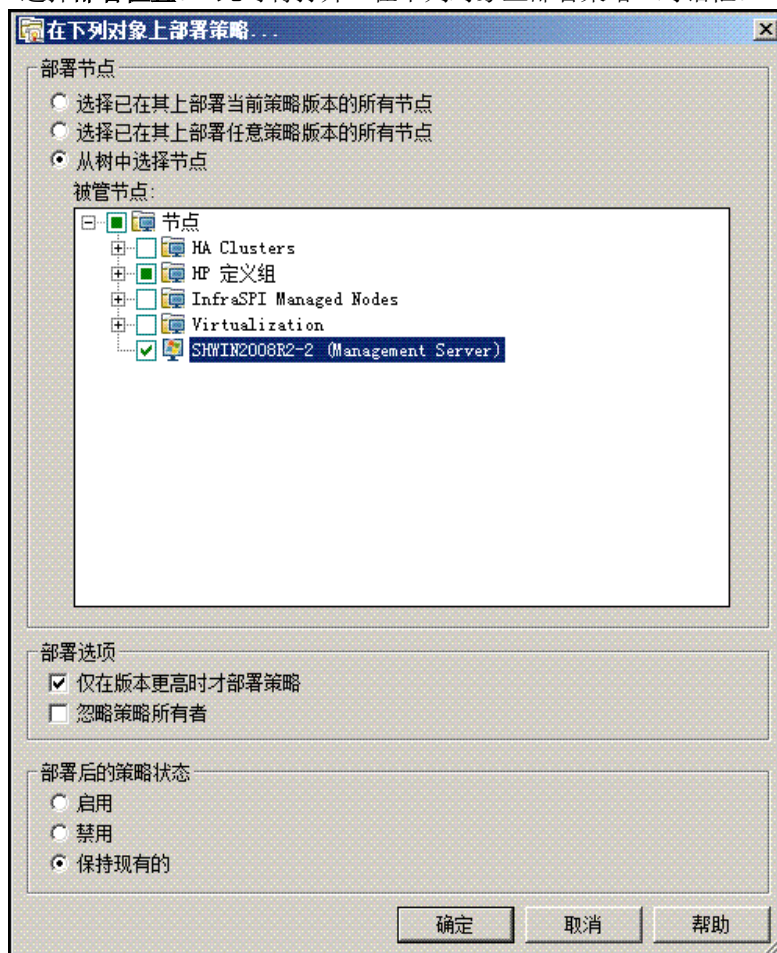 在下列对象上部署策略...
部署节点
选择已在其上部署当前策略版本的所有节点
选择已在其上部署任意策略版本的所有节点
从树中选择节点
被管节点:
节点
HA Clusters
HP 定义组
InfraSPI Managed Nodes
Virtualization
SHWIN2008R2-2 (Management Server)
部署选项
仅在版本更高时才部署策略
忽略策略所有者
部署后的策略状态
启用
禁用
保持现有的
确定 取消 帮助